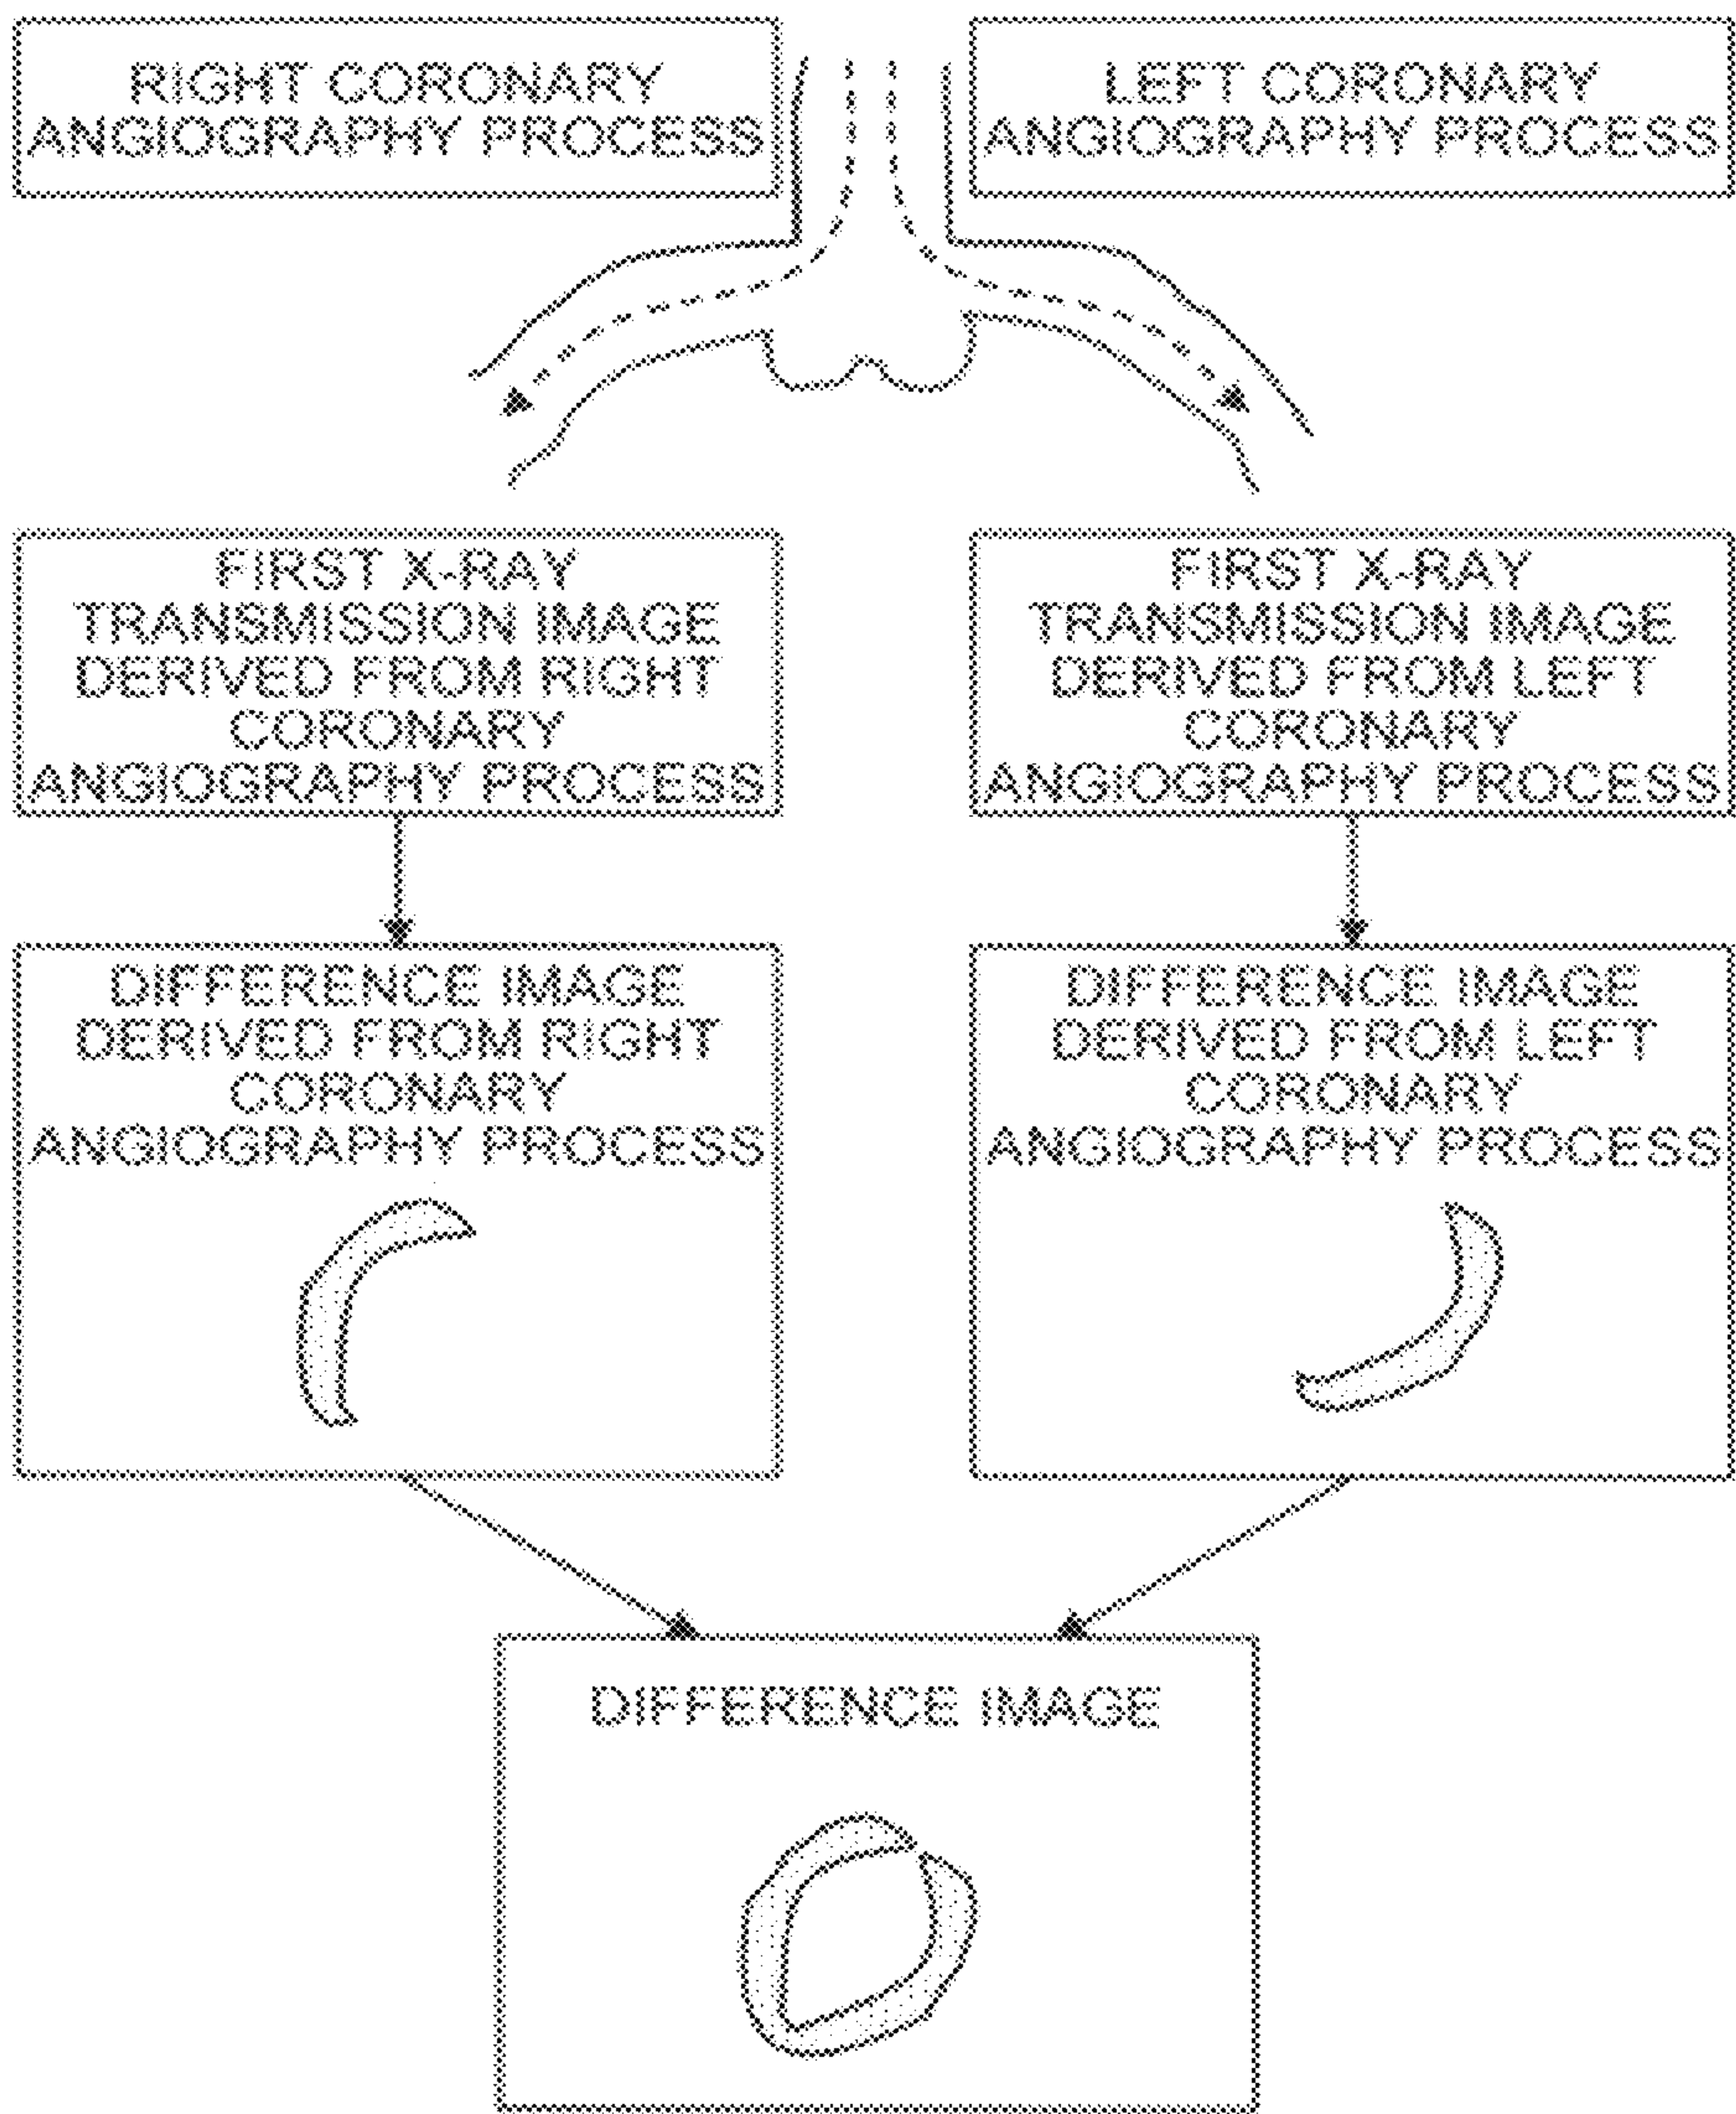 RIGHT CORONARY
ANGIOGRAPHY PROCESS
LEFT CORONARY
ANGIOGRAPHY PROCESS
FIRST X-RAY
TRANSMISSION IMAGE
DERIVED FROM RIGHT
CORONARY
ANGIOGRAPHY PROCESS
FIRST X-RAY
TRANSMISSION IMAGE
DERIVED FROM LEFT
CORONARY
ANGIOGRAPHY PROCESS
DIFFERENCE IMAGE
DERIVED FROM RIGHT
CORONARY
ANGIOGRAPHY PROCESS
DIFFERENCE IMAGE
DERIVED FROM LEFT
CORONARY
ANGIOGRAPHY PROCESS
DIFFERENCE IMAGE